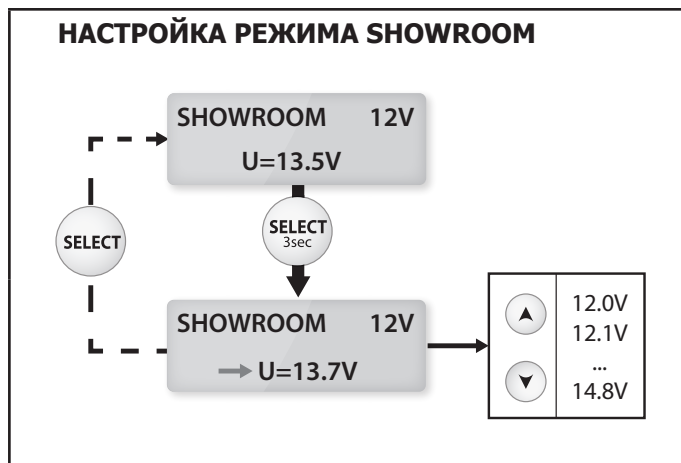 НАСТРОЙКА РЕЖИМА SHOWROOM
SHOWROOM 12V
U=13.5V
SELECT
SELECT
3sec
SHOWROOM 12V
U=13.7V
12.0V
12.1V
...
14.8V